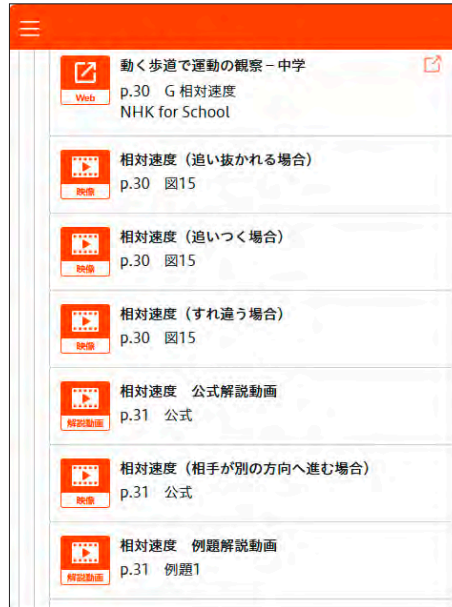 動く歩道で運動の観察－中学
p.30　G 相対速度
NHK for School
Web
相対速度（追い抜かれる場合）
p.30　図15
映像
相対速度（追いつく場合）
p.30　図15
映像
相対速度（すれ違う場合）
p.30　図15
映像
相対速度　公式解説動画
p.31　公式
解説動画
相対速度（相手が別の方向へ進む場合）
p.31　公式
映像
相対速度　例題解説動画
p.31　例題1
解説動画